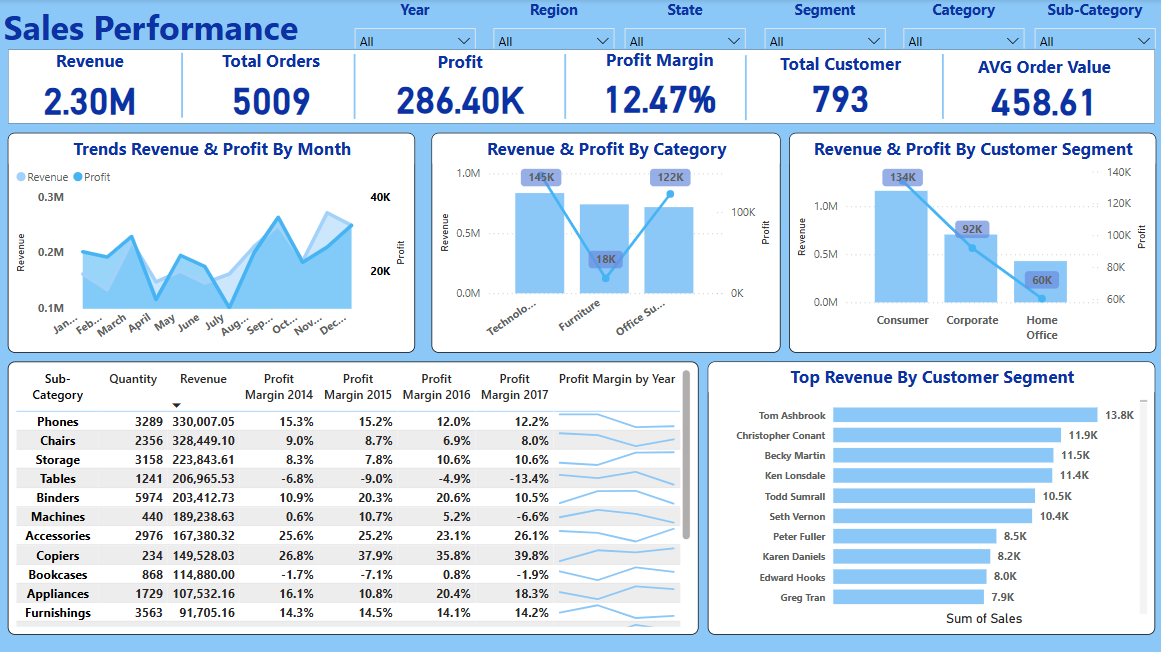 Sales Performance
Year Region State Segment Category Sub-Category
All All All All All All
Revenue Total Orders Profit Profit Margin Total Customer AVG Order Value
2.30M 5009 286.40K 12.47% 793 458.61
Trends Revenue & Profit By Month
Revenue Profit
0.3M 40K
0.2M
20K
0.1M
Revenue
Profit
Jan... Feb... March April May June July Aug... Sep... Oct... Nov... Dec...
Revenue & Profit By Category
1.0M
0.5M
0.0M
Revenue
145K 18K 122K
100K
0K
Profit
Technolo... Furniture Office Su...
Revenue & Profit By Customer Segment
1.0M
0.5M
0.0M
Revenue
134K 92K 60K
140K
120K
100K
80K
60K
Profit
Consumer Corporate Home Office
Sub-Category Quantity Revenue Profit Margin 2014 Profit Margin 2015 Profit Margin 2016 Profit Margin 2017 Profit Margin by Year
Phones 3289 330,007.05 15.3% 15.2% 12.0% 12.2%
Chairs 2356 328,449.10 9.0% 8.7% 6.9% 8.0%
Storage 3158 223,843.61 8.3% 7.8% 10.6% 10.6%
Tables 1241 206,965.53 -6.8% -9.0% -4.9% -13.4%
Binders 5974 203,412.73 10.9% 20.3% 20.6% 10.5%
Machines 440 189,238.63 0.6% 10.7% 5.2% -6.6%
Accessories 2976 167,380.32 25.6% 25.2% 23.1% 26.1%
Copiers 234 149,528.03 26.8% 37.9% 35.8% 39.8%
Bookcases 868 114,880.00 -1.7% -7.1% 0.8% -1.9%
Appliances 1729 107,532.16 16.1% 10.8% 20.4% 18.3%
Furnishings 3563 91,705.16 14.3% 14.5% 14.1% 14.2%
Top Revenue By Customer Segment
Tom Ashbrook 13.8K
Christopher Conant 11.9K
Becky Martin 11.5K
Ken Lonsdale 11.4K
Todd Sumrall 10.5K
Seth Vernon 10.4K
Peter Fuller 8.5K
Karen Daniels 8.2K
Edward Hooks 8.0K
Greg Tran 7.9K
Sum of Sales